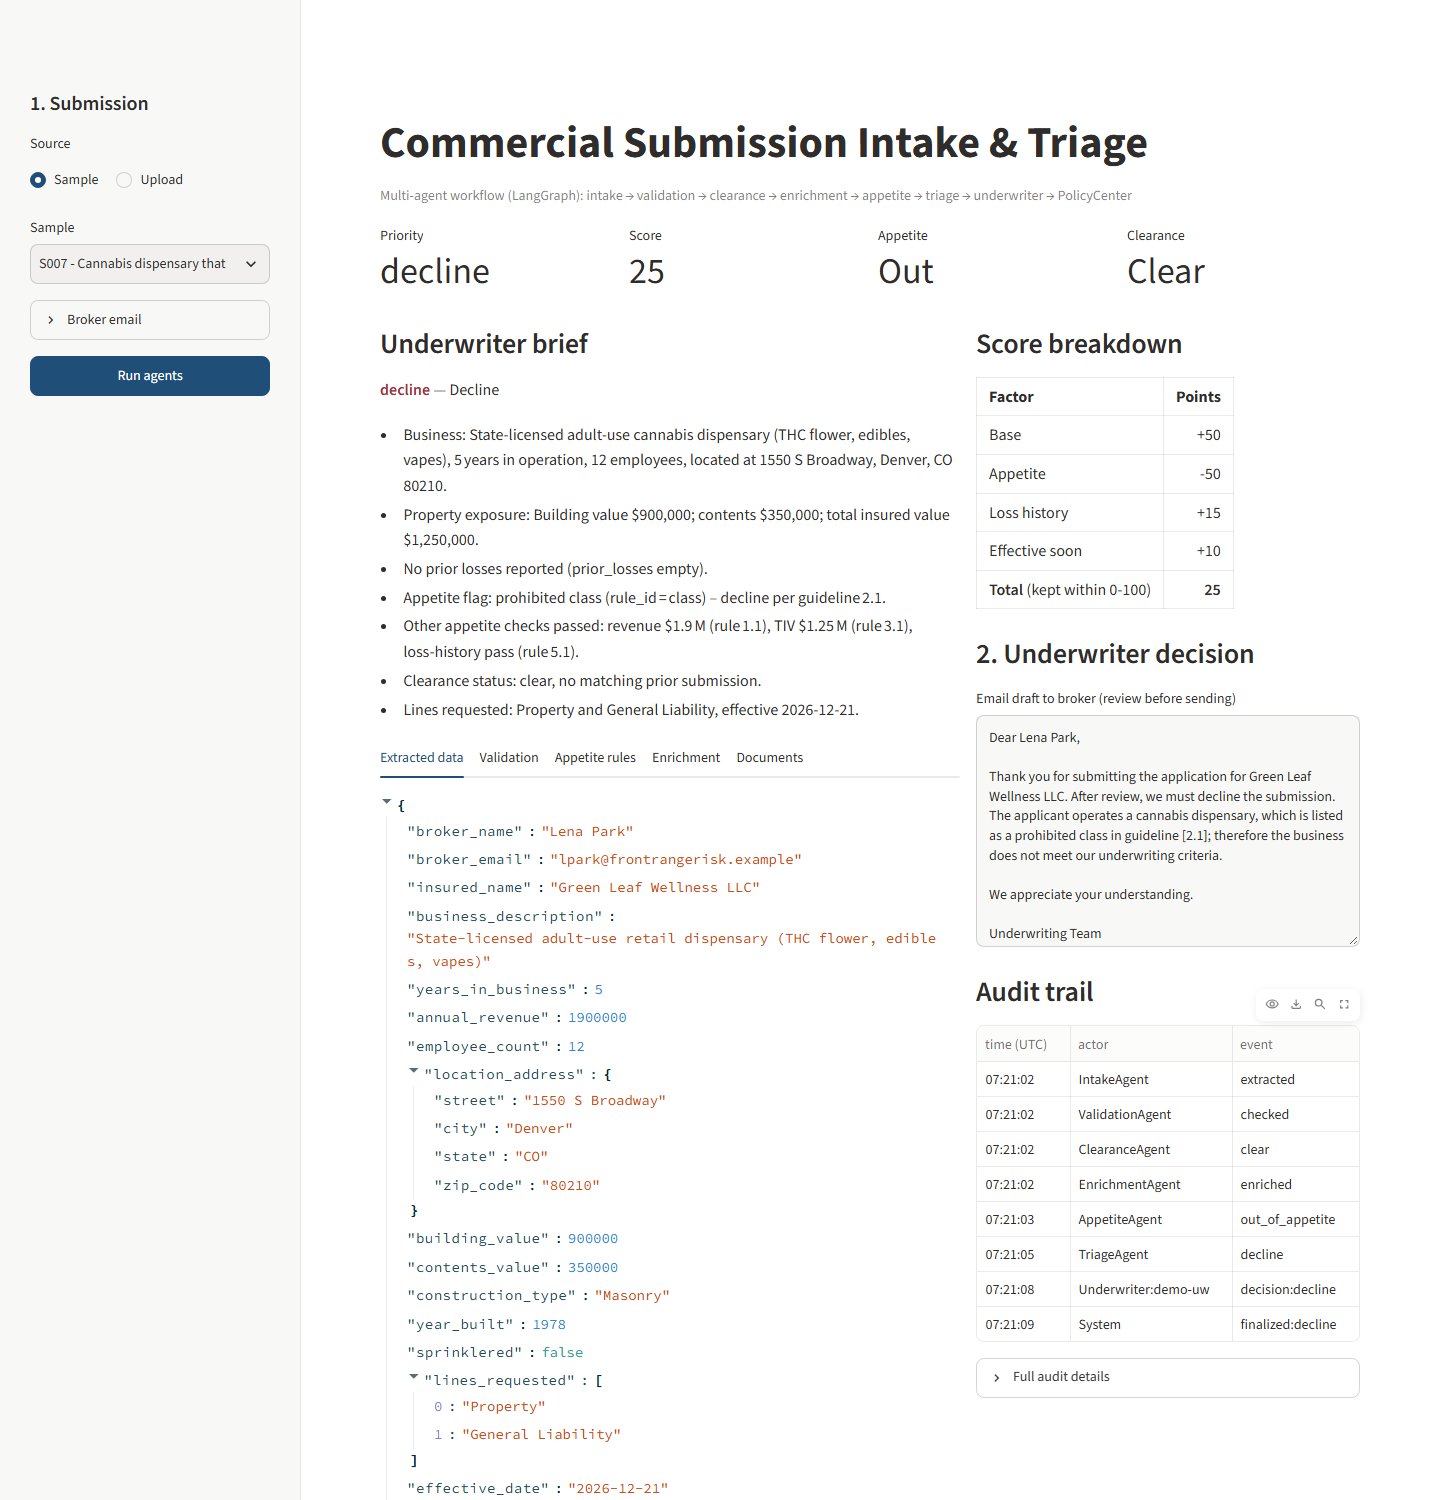 1. Submission
Source
Sample
Upload
Sample
S007 - Cannabis dispensary that
Broker email
Run agents
Commercial Submission Intake & Triage
Multi-agent workflow (LangGraph): intake → validation → clearance → enrichment → appetite → triage → underwriter → PolicyCenter
Priority
decline
Score
25
Appetite
Out
Clearance
Clear
Underwriter brief
decline — Decline
• Business: State-licensed adult-use cannabis dispensary (THC flower, edibles,
vapes), 5 years in operation, 12 employees, located at 1550 S Broadway, Denver, CO
80210.
• Property exposure: Building value $900,000; contents $350,000; total insured value
$1,250,000.
• No prior losses reported (prior_losses empty).
• Appetite flag: prohibited class (rule_id = class) – decline per guideline 2.1.
• Other appetite checks passed: revenue $1.9 M (rule 1.1), TIV $1.25 M (rule 3.1),
loss-history pass (rule 5.1).
• Clearance status: clear, no matching prior submission.
• Lines requested: Property and General Liability, effective 2026-12-21.
Extracted data Validation Appetite rules Enrichment Documents
{
"broker_name" : "Lena Park"
"broker_email" : "lpark@frontrangerisk.example"
"insured_name" : "Green Leaf Wellness LLC"
"business_description" :
"State-licensed adult-use retail dispensary (THC flower, edible
s, vapes)"
"years_in_business" : 5
"annual_revenue" : 1900000
"employee_count" : 12
"location_address" : {
"street" : "1550 S Broadway"
"city" : "Denver"
"state" : "CO"
"zip_code" : "80210"
}
"building_value" : 900000
"contents_value" : 350000
"construction_type" : "Masonry"
"year_built" : 1978
"sprinklered" : false
"lines_requested" : [
0 : "Property"
1 : "General Liability"
]
"effective_date" : "2026-12-21"
Score breakdown
Factor Points
Base +50
Appetite -50
Loss history +15
Effective soon +10
Total (kept within 0-100) 25
2. Underwriter decision
Email draft to broker (review before sending)
Dear Lena Park,
Thank you for submitting the application for Green Leaf
Wellness LLC. After review, we must decline the submission.
The applicant operates a cannabis dispensary, which is listed
as a prohibited class in guideline [2.1]; therefore the business
does not meet our underwriting criteria.
We appreciate your understanding.
Underwriting Team
Audit trail
time (UTC) actor event
07:21:02 IntakeAgent extracted
07:21:02 ValidationAgent checked
07:21:02 ClearanceAgent clear
07:21:02 EnrichmentAgent enriched
07:21:03 AppetiteAgent out_of_appetite
07:21:05 TriageAgent decline
07:21:08 Underwriter:demo-uw decision:decline
07:21:09 System finalized:decline
Full audit details